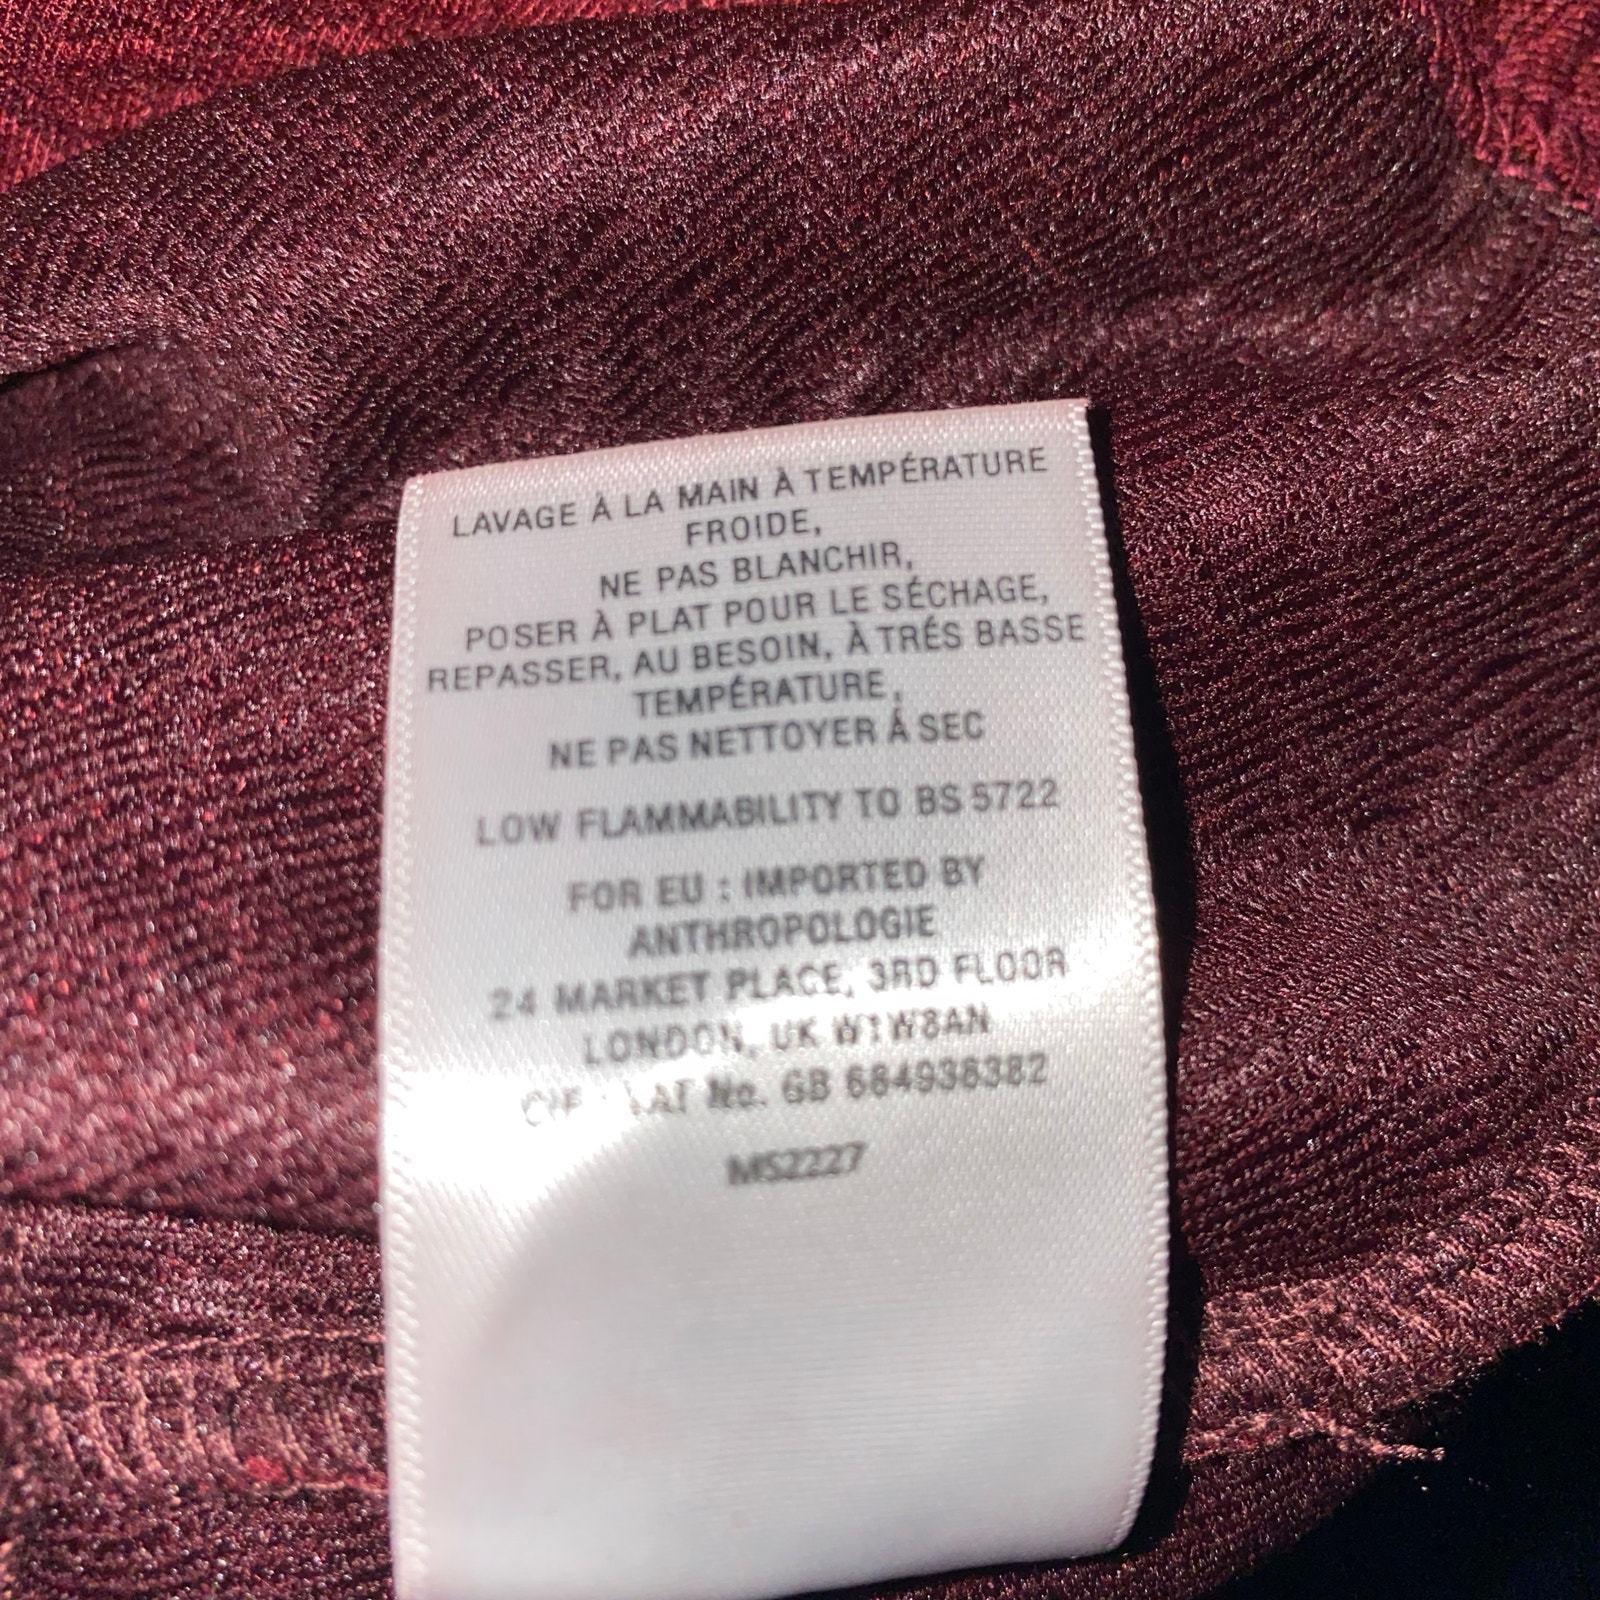 LAVAGE À LA MAIN À TEMPÉRATURE
FROIDE,
NE PAS BLANCHIR,
POSER À PLAT POUR LE SÉCHAGE,
REPASSER, AU BESOIN, À TRÉS BASSE
TEMPÉRATURE,
NE PAS NETTOYER Á SEC
LOW FLAMMABILITY TO BS 5722
FOR EU : IMPORTED BY
ANTHROPOLOGIE
24 MARKET PLACE, 3RD FLOOR
LONDON, UK W1W8AN
No. GB 684938382
MS2227